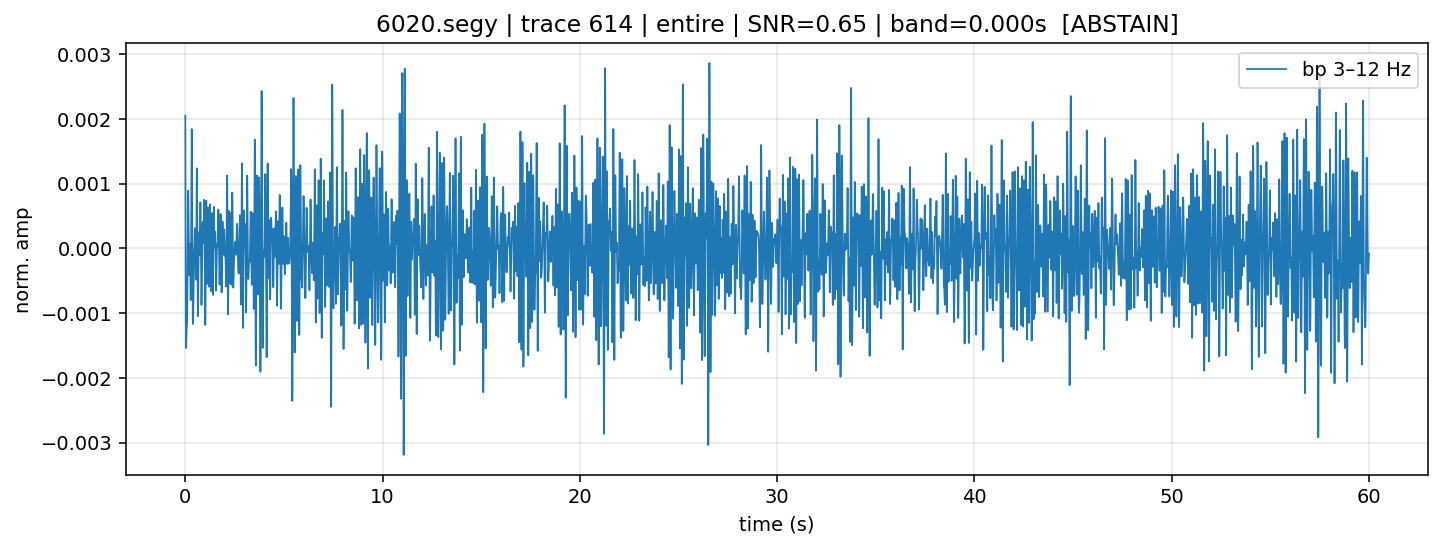 6020.segy | trace 614 | entire | SNR=0.65 | band=0.000s [ABSTAIN]
bp 3–12 Hz
norm. amp
0.003
0.002
0.001
0.000
−0.001
−0.002
−0.003
0 10 20 30 40 50 60
time (s)